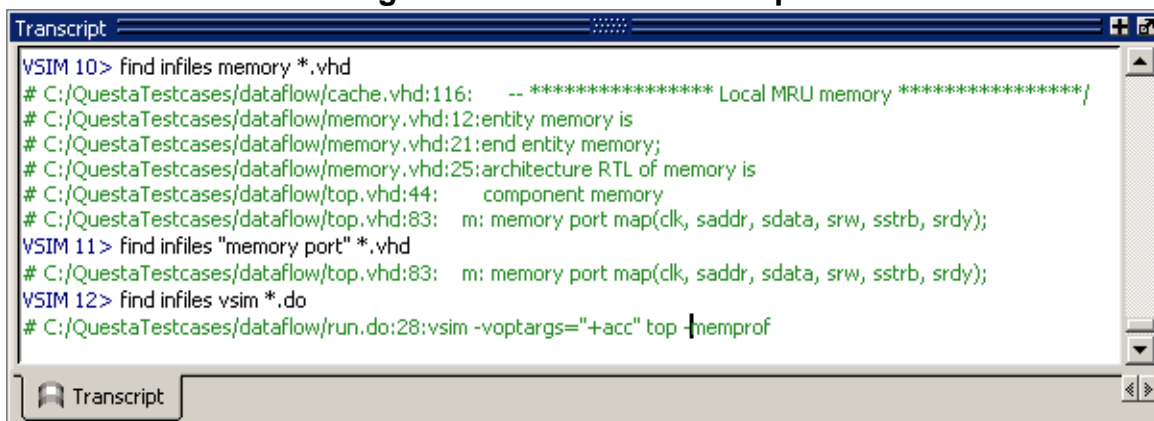 Transcript
VSIM 10> find infiles memory *.vhd
# C:/QuestaTestcases/dataflow/cache.vhd:116: -- **************** Local MRU memory ****************/
# C:/QuestaTestcases/dataflow/memory.vhd:12:entity memory is
# C:/QuestaTestcases/dataflow/memory.vhd:21:end entity memory;
# C:/QuestaTestcases/dataflow/memory.vhd:25:architecture RTL of memory is
# C:/QuestaTestcases/dataflow/top.vhd:44: component memory
# C:/QuestaTestcases/dataflow/top.vhd:83: m: memory port map(clk, saddr, sdata, srw, sstrb, srdy);
VSIM 11> find infiles "memory port" *.vhd
# C:/QuestaTestcases/dataflow/top.vhd:83: m: memory port map(clk, saddr, sdata, srw, sstrb, srdy);
VSIM 12> find infiles vsim *.do
# C:/QuestaTestcases/dataflow/run.do:28:vsim -voptargs="+acc" top -memprof
Transcript